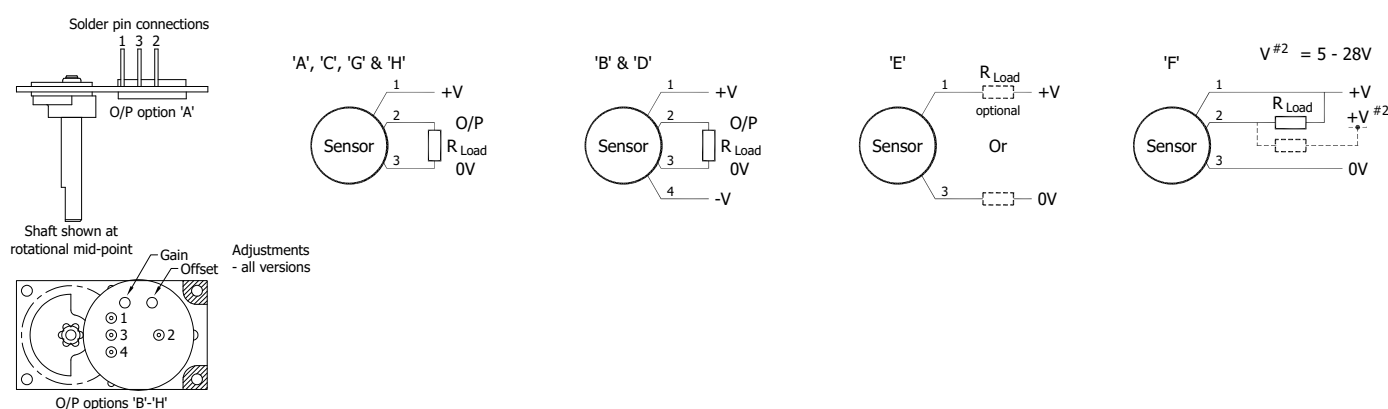 Solder pin connections
1 3 2
O/P option 'A'
Shaft shown at
rotational mid-point
Gain
Offset
Adjustments
- all versions
1
3
2
4
O/P options 'B'-'H'
'A', 'C', 'G' & 'H'
1
+V
2
O/P
Sensor
R Load
3
0V
'B' & 'D'
1
+V
2
O/P
Sensor
R Load
3
0V
4
-V
'E'
R Load
1
+V
optional
Sensor
Or
3
0V
'F'
V #2 = 5 - 28V
1
+V
R Load
2
+V #2
Sensor
3
0V